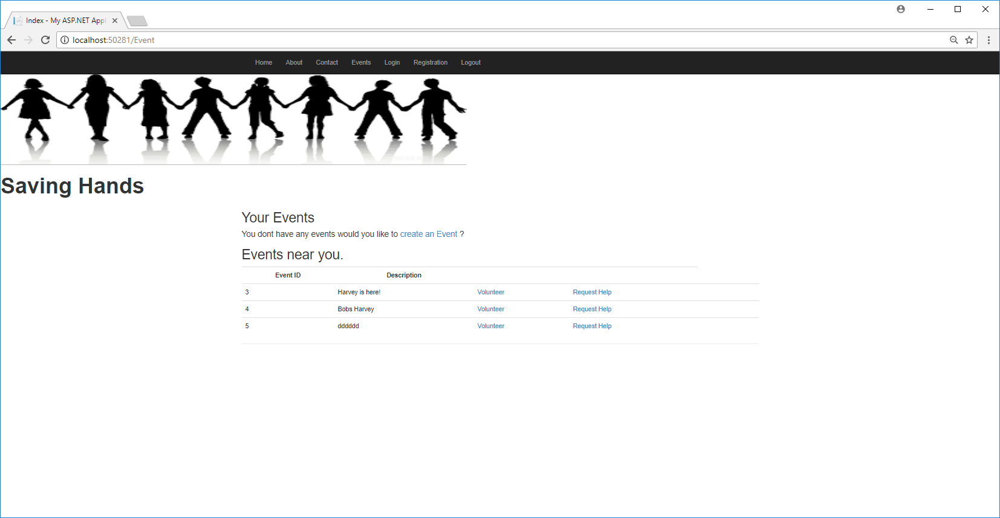 Index - My ASP.NET Appl
localhost:50281/Event
Home About Contact Events Login Registration Logout
Saving Hands
Your Events
You dont have any events would you like to create an Event ?
Events near you.
Event ID Description
3 Harvey is here! Volunteer Request Help
4 Bobs Harvey Volunteer Request Help
5 dddddd Volunteer Request Help